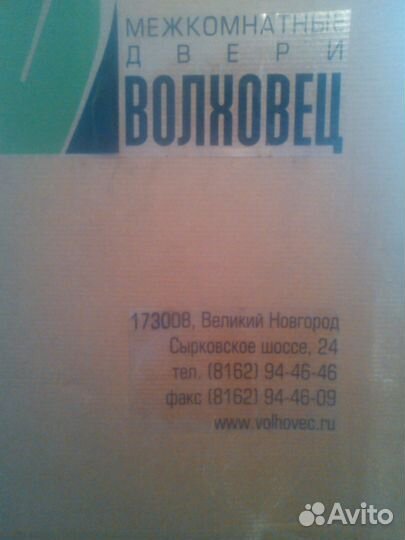 МЕЖКОМНАТНЫЕ
ДВЕРИ
ВОЛХОВЕЦ
173008, Великий Новгород
Сырковское шоссе, 24
тел. (8162) 94-46-46
факс (8162) 94-46-09
www.volhovec.ru
Avito